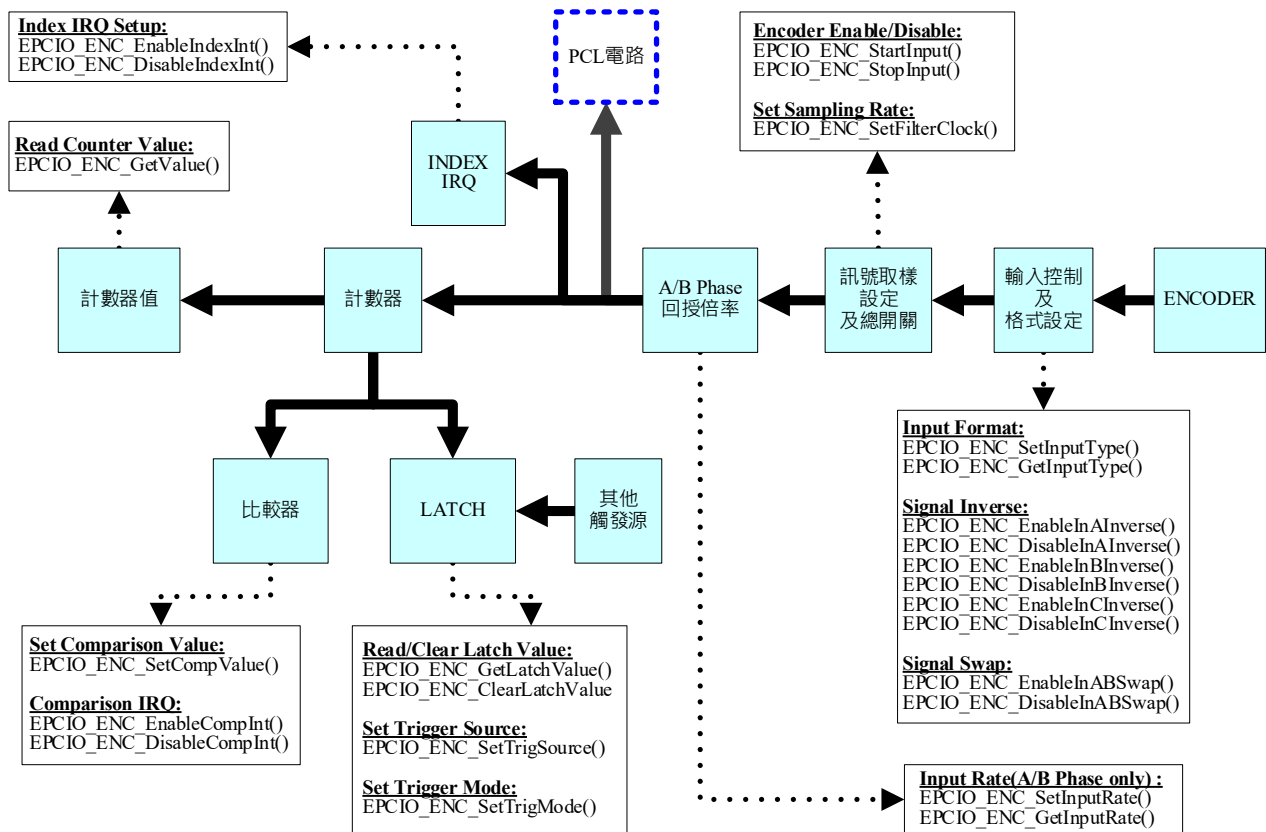 Index IRQ Setup:
EPCIO_ENC_EnableIndexInt()
EPCIO_ENC_DisableIndexInt()
PCL電路
Encoder Enable/Disable:
EPCIO_ENC_StartInput()
EPCIO_ENC_StopInput()
Set Sampling Rate:
EPCIO_ENC_SetFilterClock()
Read Counter Value:
EPCIO_ENC_GetValue()
INDEX
IRQ
計數器值
計數器
A/B Phase
回授倍率
訊號取樣
設定
及總開關
輸入控制
及
格式設定
ENCODER
比較器
LATCH
其他
觸發源
Input Format:
EPCIO_ENC_SetInputType()
EPCIO_ENC_GetInputType()
Signal Inverse:
EPCIO_ENC_EnableInAInverse()
EPCIO_ENC_DisableInAInverse()
EPCIO_ENC_EnableInBInverse()
EPCIO_ENC_DisableInBInverse()
EPCIO_ENC_EnableInCInverse()
EPCIO_ENC_DisableInCInverse()
Signal Swap:
EPCIO_ENC_EnableInABSwap()
EPCIO_ENC_DisableInABSwap()
Set Comparison Value:
EPCIO_ENC_SetCompValue()
Comparison IRQ:
EPCIO_ENC_EnableCompInt()
EPCIO_ENC_DisableCompInt()
Read/Clear Latch Value:
EPCIO_ENC_GetLatchValue()
EPCIO_ENC_ClearLatchValue
Set Trigger Source:
EPCIO_ENC_SetTrigSource()
Set Trigger Mode:
EPCIO_ENC_SetTrigMode()
Input Rate(A/B Phase only) :
EPCIO_ENC_SetInputRate()
EPCIO_ENC_GetInputRate()